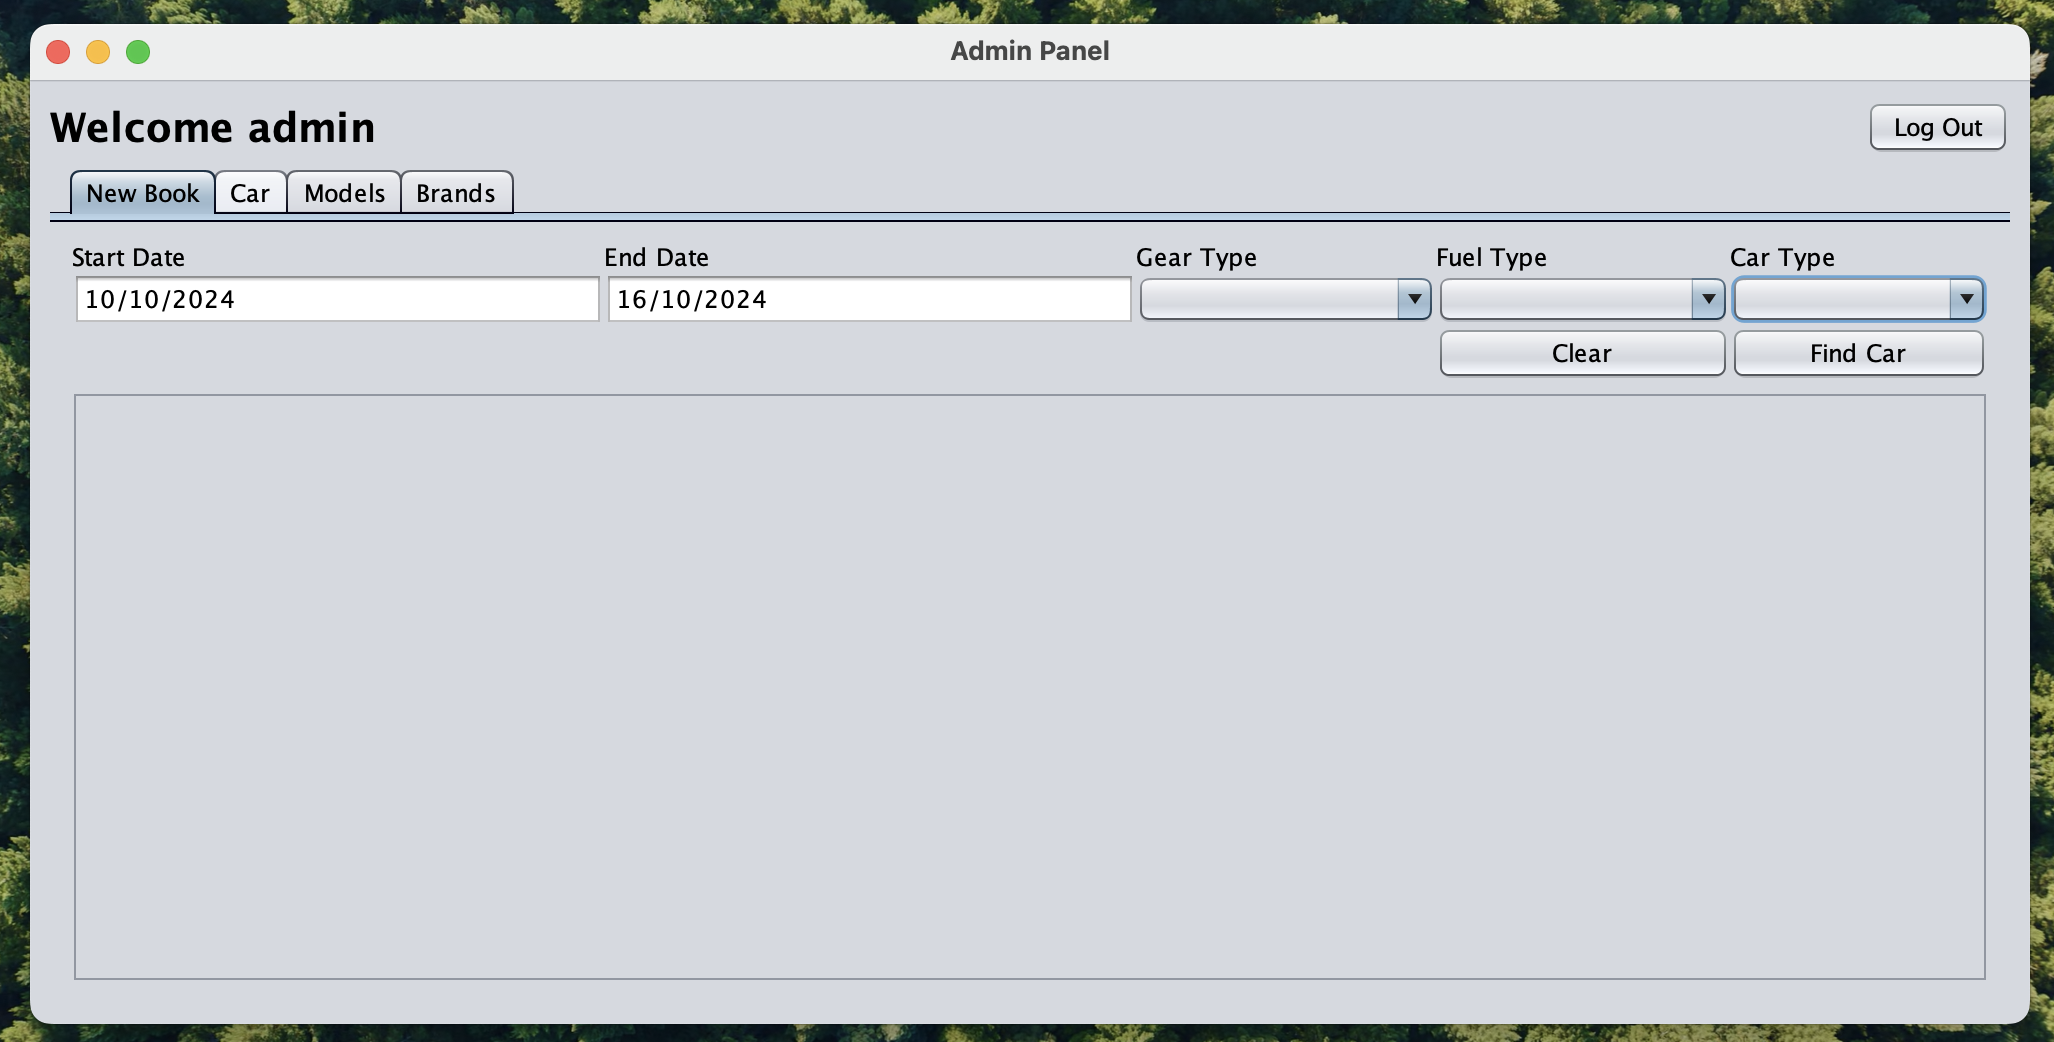 Admin Panel
Welcome admin
Log Out
New Book Car Models Brands
Start Date End Date Gear Type Fuel Type Car Type
10/10/2024 16/10/2024
Clear Find Car